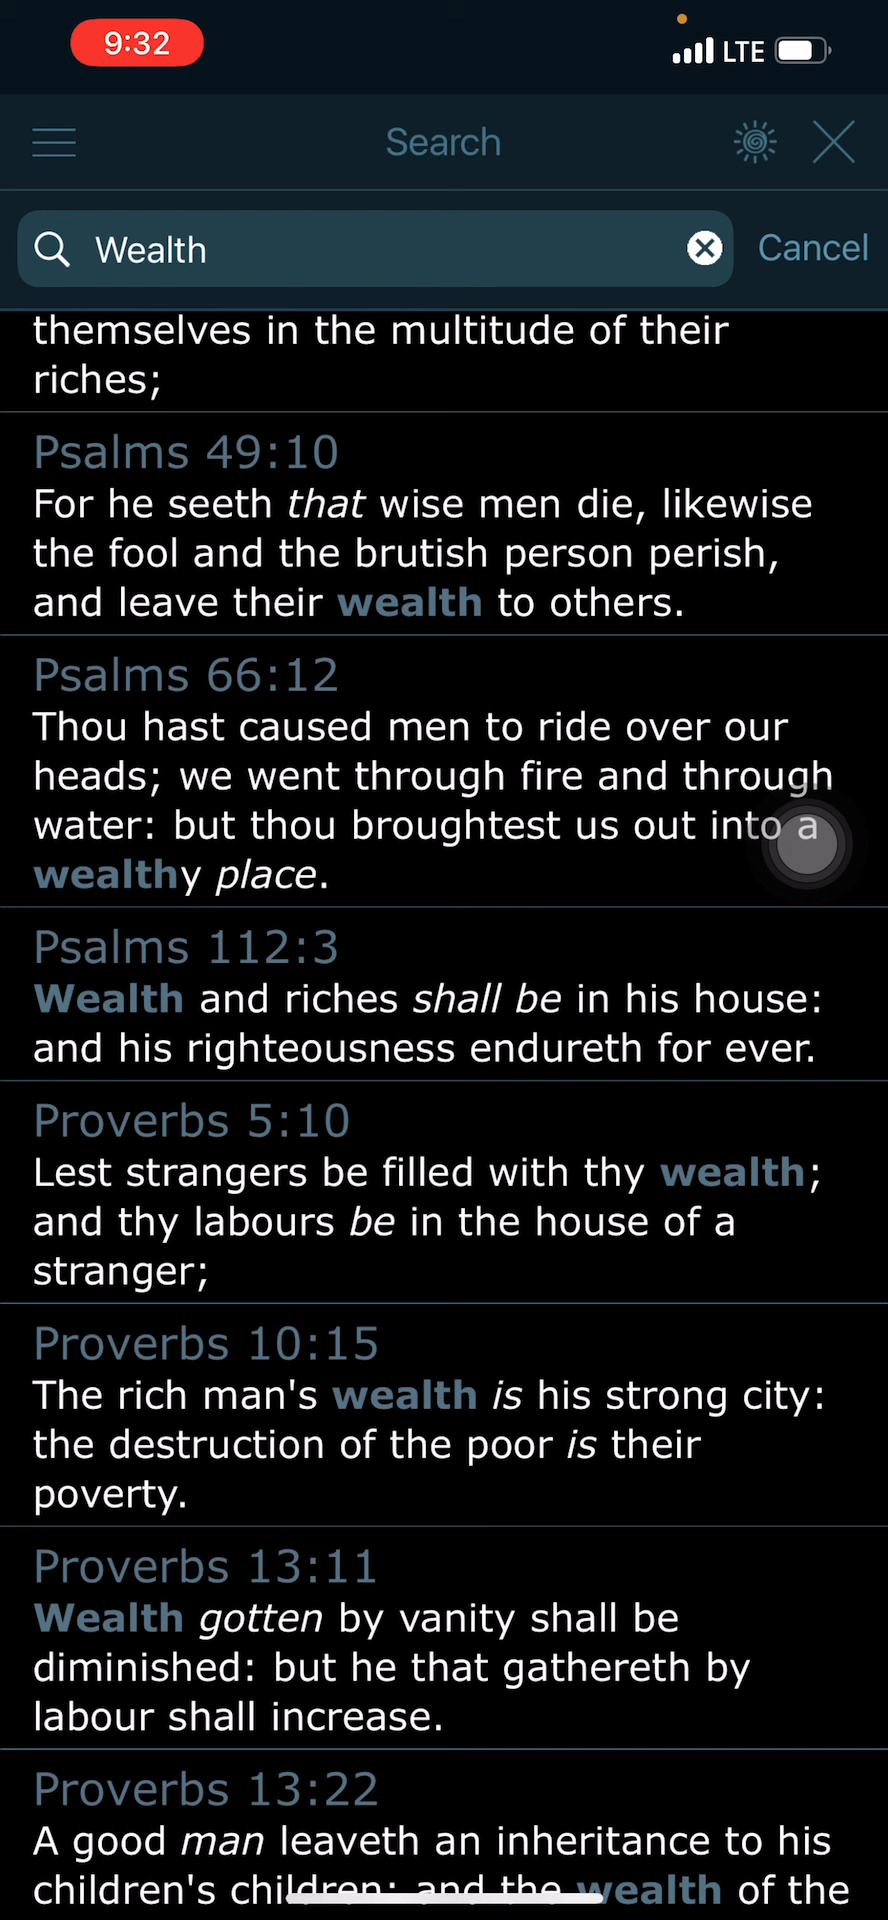 9:32
LTE
Search
Wealth
Cancel
themselves in the multitude of their
riches;
Psalms 49:10
For he seeth that wise men die, likewise
the fool and the brutish person perish,
and leave their wealth to others.
Psalms 66:12
Thou hast caused men to ride over our
heads; we went through fire and through
water: but thou broughtest us out into a
wealthy place.
Psalms 112:3
Wealth and riches shall be in his house:
and his righteousness endureth for ever.
Proverbs 5:10
Lest strangers be filled with thy wealth;
and thy labours be in the house of a
stranger;
Proverbs 10:15
The rich man's wealth is his strong city:
the destruction of the poor is their
poverty.
Proverbs 13:11
Wealth gotten by vanity shall be
diminished: but he that gathereth by
labour shall increase.
Proverbs 13:22
A good man leaveth an inheritance to his
children's children: and the wealth of the